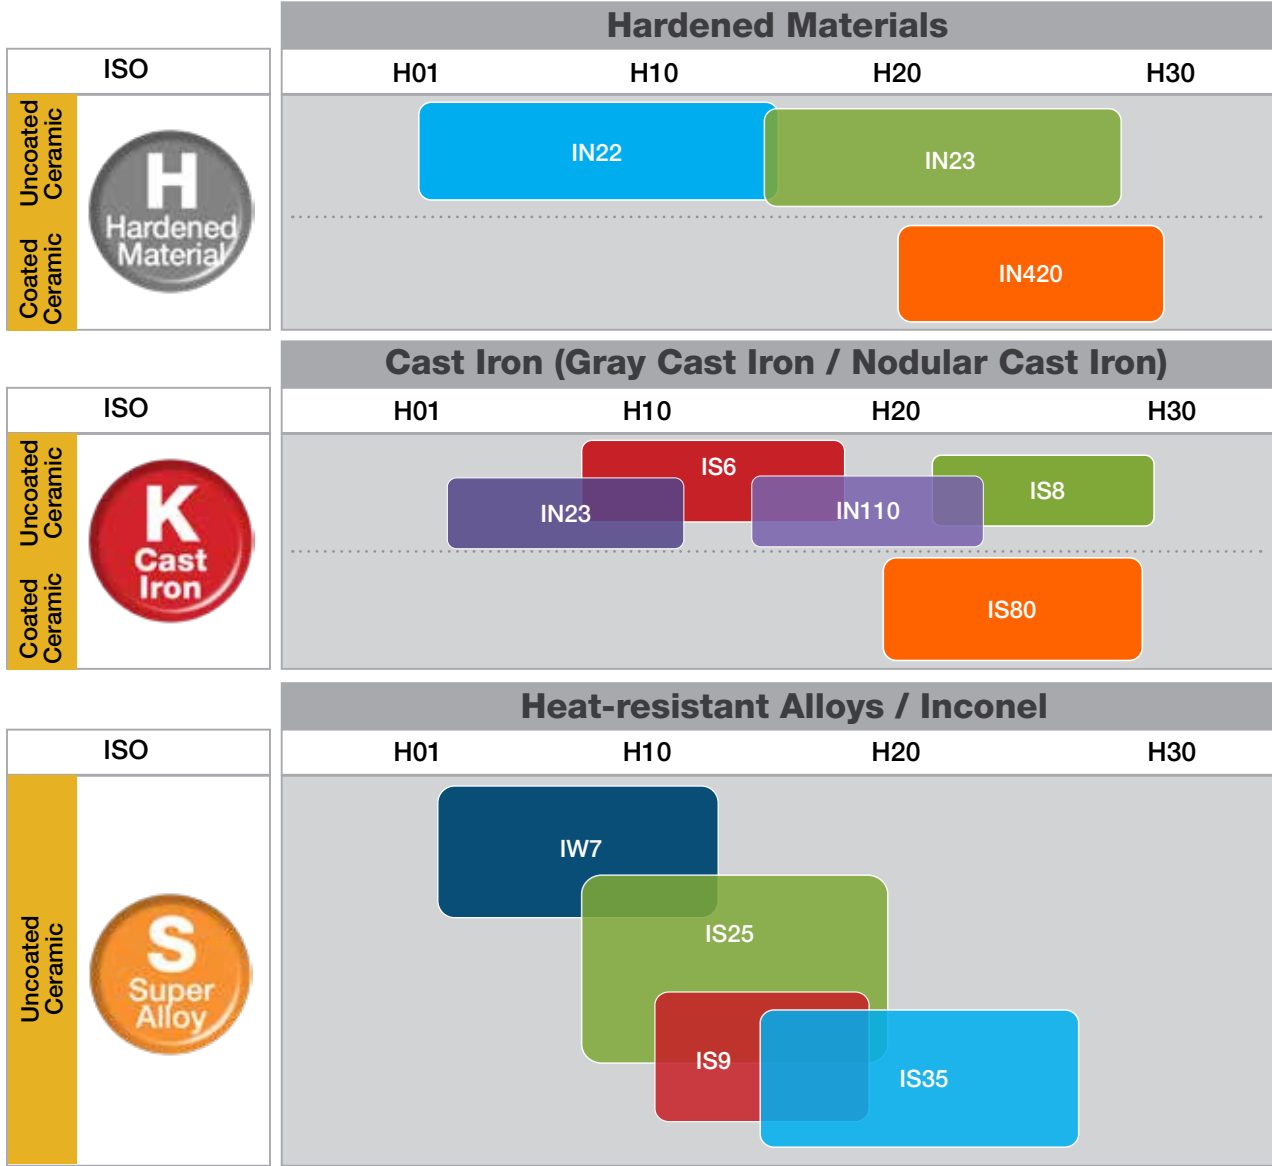 Hardened Materials
ISO
H01 H10 H20 H30
Uncoated
Ceramic
Coated
Ceramic
H
Hardened
Material
IN22
IN23
IN420
Cast Iron (Gray Cast Iron / Nodular Cast Iron)
ISO
H01 H10 H20 H30
Uncoated
Ceramic
Coated
Ceramic
K
Cast
Iron
IS6
IN23
IN110
IS8
IS80
Heat-resistant Alloys / Inconel
ISO
H01 H10 H20 H30
Uncoated
Ceramic
S
Super
Alloy
IW7
IS25
IS9
IS35